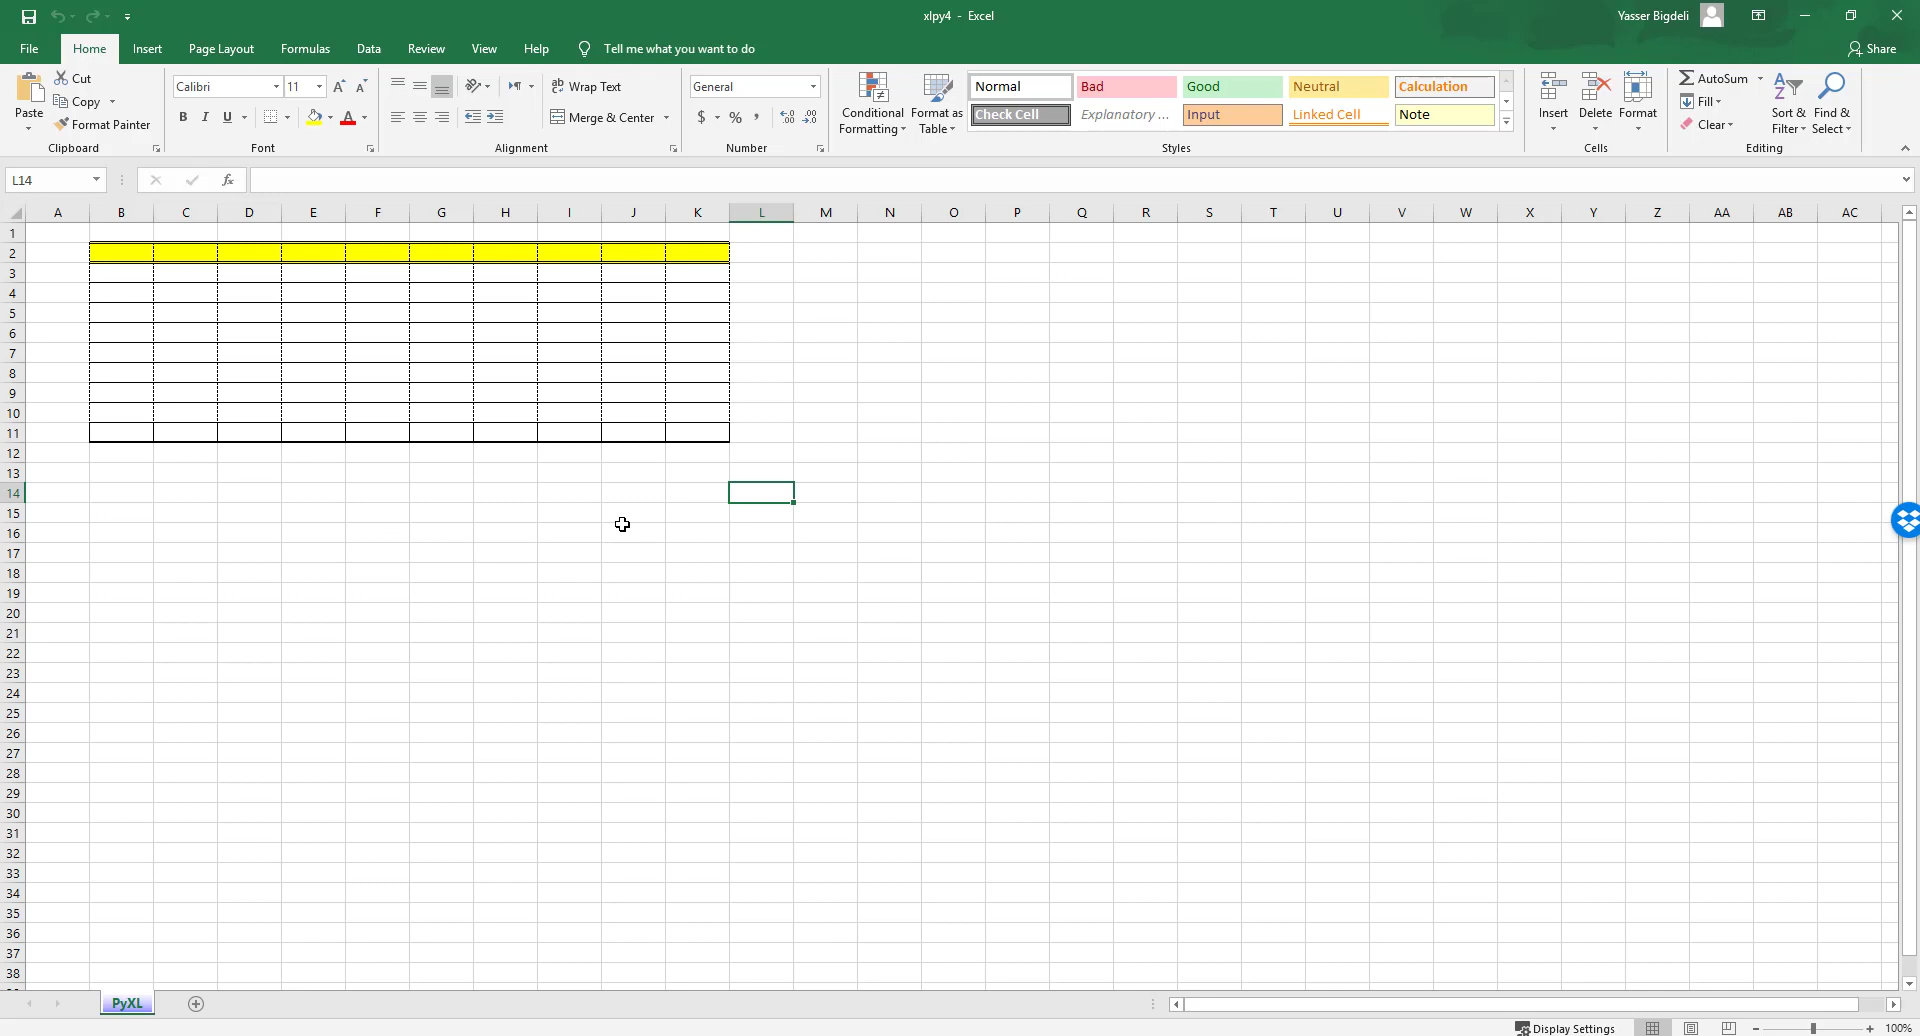 xlpy4 - Excel
Yasser Bigdeli
File Home Insert Page Layout Formulas Data Review View Help Tell me what you want to do Share
Paste
Cut
Copy
Format Painter
Clipboard
Calibri 11 A A
B I U A
Font
ab Wrap Text
Merge & Center
Alignment
General
$ % , .00 .0
Number
Conditional Formatting
Format as Table
Normal Bad Good Neutral Calculation
Check Cell Explanatory ... Input Linked Cell Note
Styles
Insert Delete Format
Cells
AutoSum
Fill
Clear
Sort & Filter
Find & Select
Editing
L14 fx
A B C D E F G H I J K L M N O P Q R S T U V W X Y Z AA AB AC
1
2
3
4
5
6
7
8
9
10
11
12
13
14
15
16
17
18
19
20
21
22
23
24
25
26
27
28
29
30
31
32
33
34
35
36
37
38
PyXL
Display Settings 100%